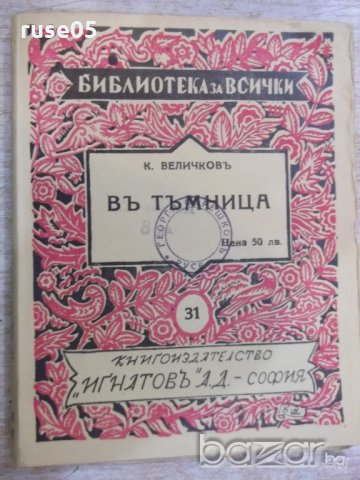 ruse05
БИБЛИОТЕКА ЗА ВСИЧКИ
К. ВЕЛИЧКОВЪ
ВЪ ТЪМНИЦА
Цена 50 лв.
31
КНИГОИЗДАТЕЛСТВО
„ИГНАТОВЪ" А.Д. - СОФИЯ
bazar.bg